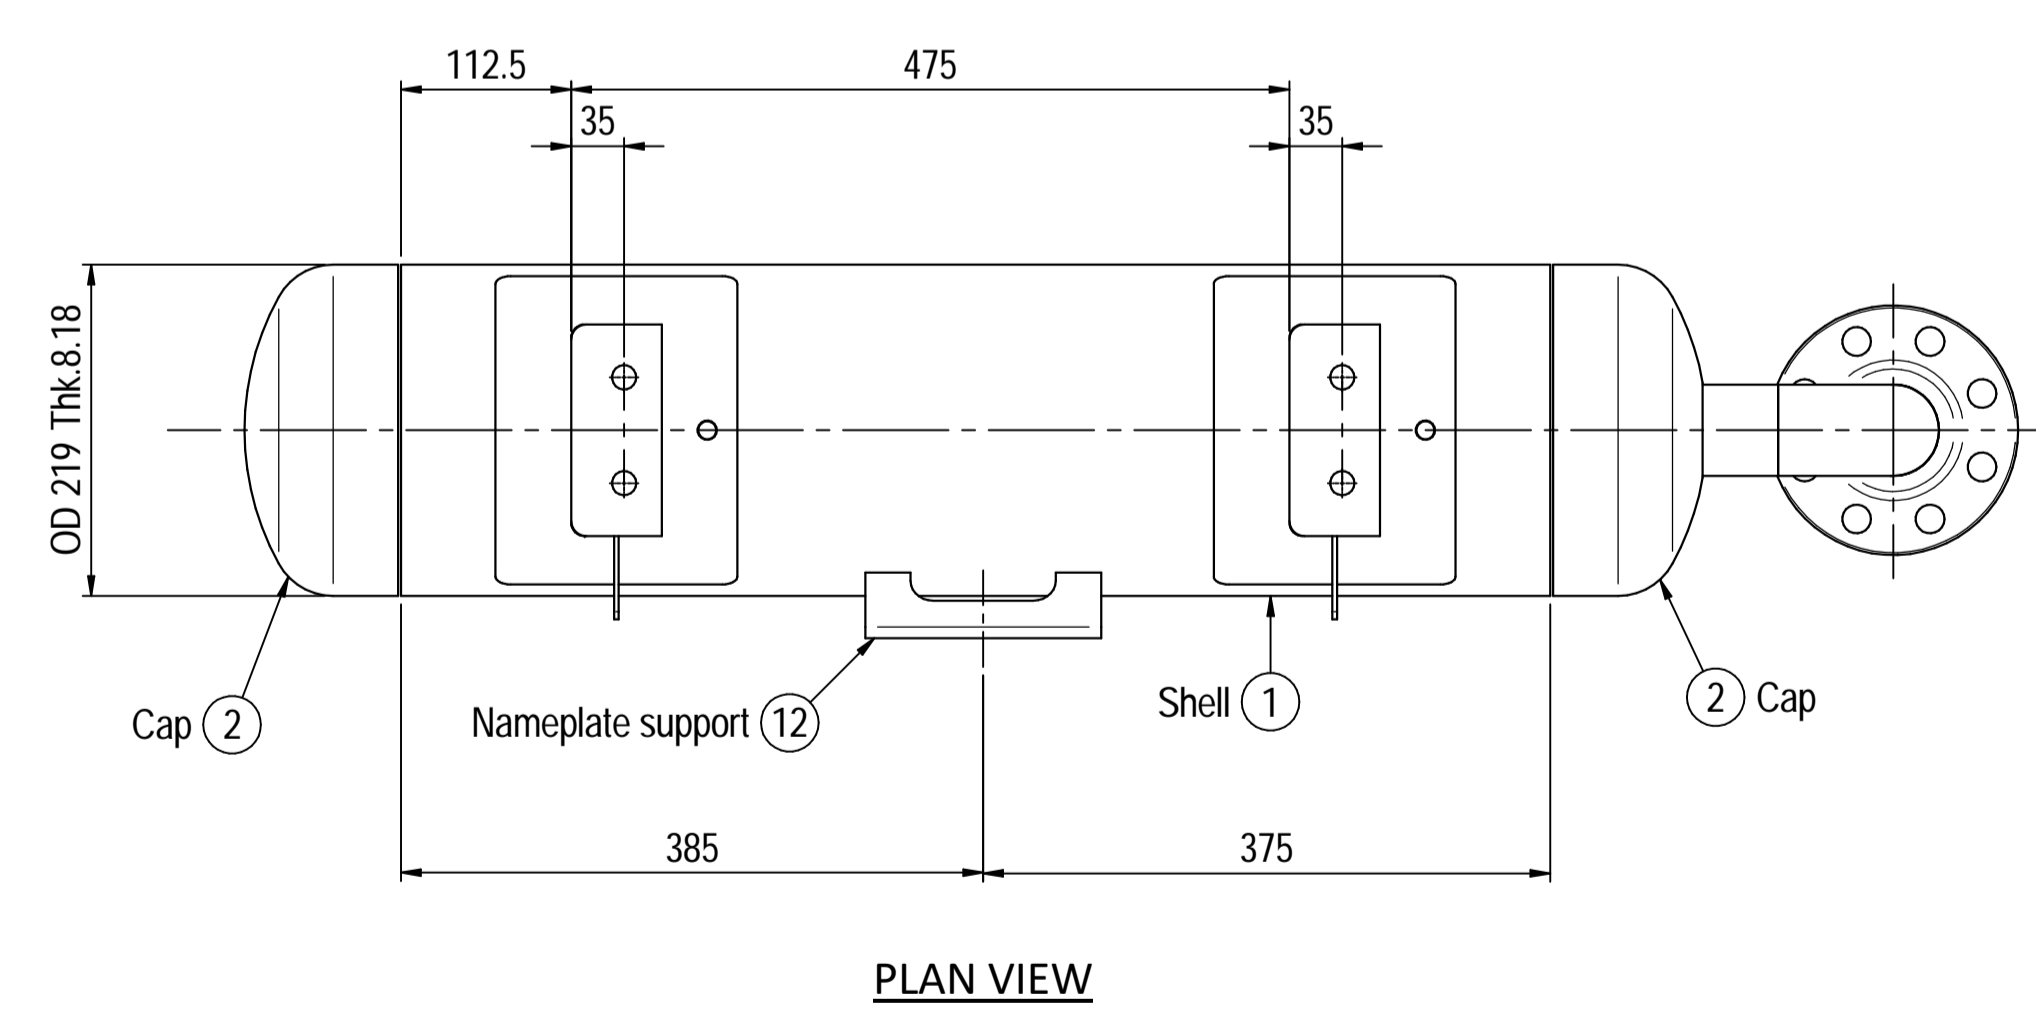 112.5
475
35
35
OD 219 Thk.8.18
Cap 2
Nameplate support 12
Shell 1
2 Cap
385
375
PLAN VIEW